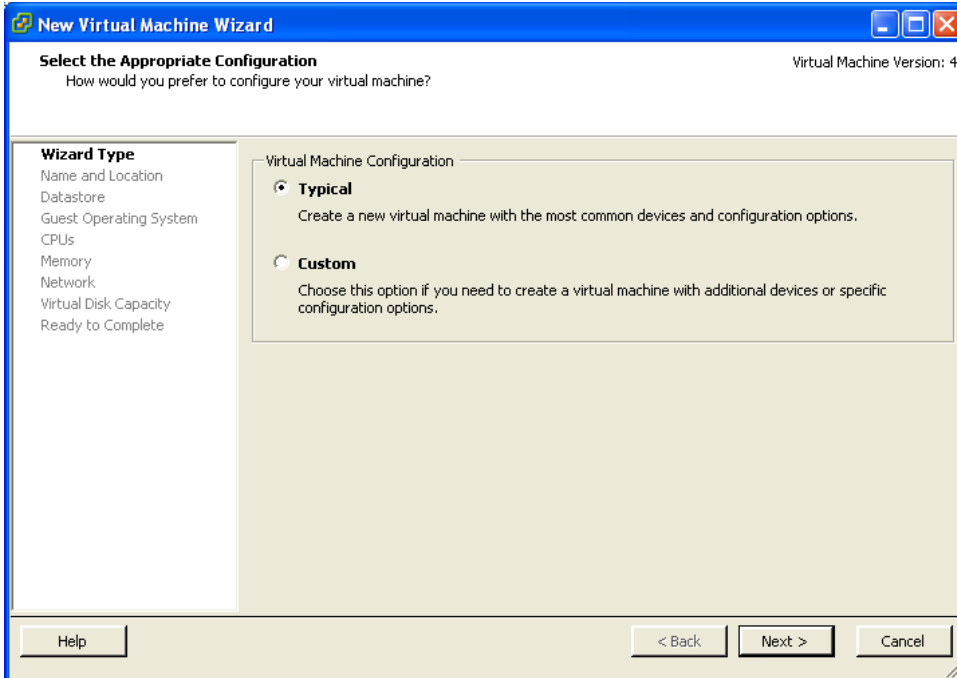 New Virtual Machine Wizard
Select the Appropriate Configuration
Virtual Machine Version: 4
How would you prefer to configure your virtual machine?
Wizard Type
Name and Location
Datastore
Guest Operating System
CPUs
Memory
Network
Virtual Disk Capacity
Ready to Complete
Virtual Machine Configuration
Typical
Create a new virtual machine with the most common devices and configuration options.
Custom
Choose this option if you need to create a virtual machine with additional devices or specific
configuration options.
Help
< Back
Next >
Cancel